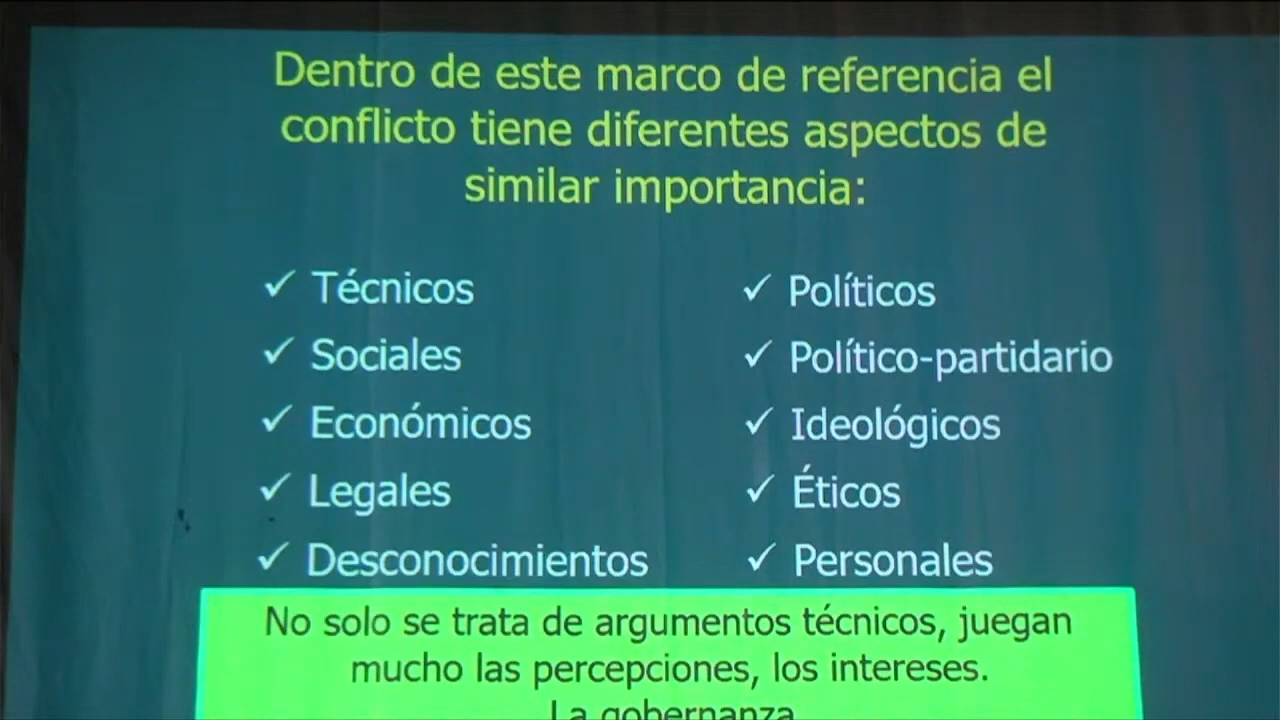 Dentro de este marco de referencia el
conflicto tiene diferentes aspectos de
similar importancia:
✓ Técnicos
✓ Sociales
✓ Económicos
✓ Legales
✓ Desconocimientos
✓ Políticos
✓ Político-partidario
✓ Ideológicos
✓ Éticos
✓ Personales
No solo se trata de argumentos técnicos, juegan
mucho las percepciones, los intereses.
La gobernanza